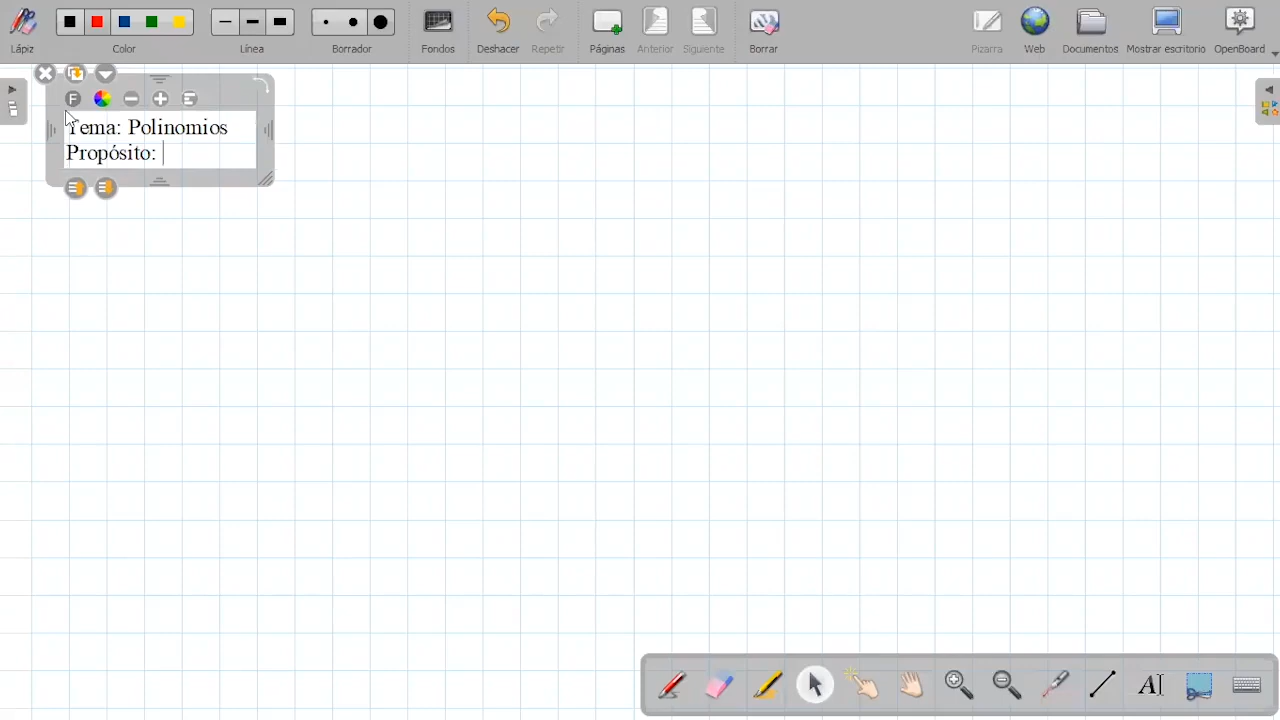 Lápiz
Color
Línea
Borrador
Fondos
Deshacer
Repetir
Páginas
Anterior
Siguiente
Borrar
Pizarra
Web
Documentos
Mostrar escritorio
OpenBoard
F
Tema: Polinomios
Propósito:
AI